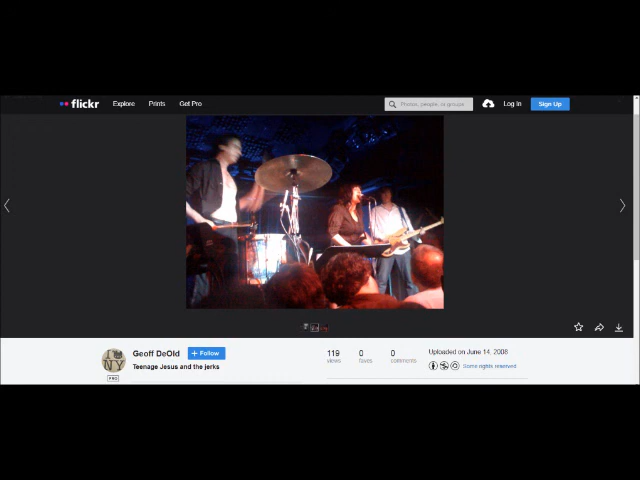 flickr Explore Prints Get Pro Photos, people, or groups Log In Sign Up
I NY Geoff DeOld + Follow 119 0 0 Uploaded on June 14, 2008
views faves comments
Teenage Jesus and the jerks Some rights reserved
PRO